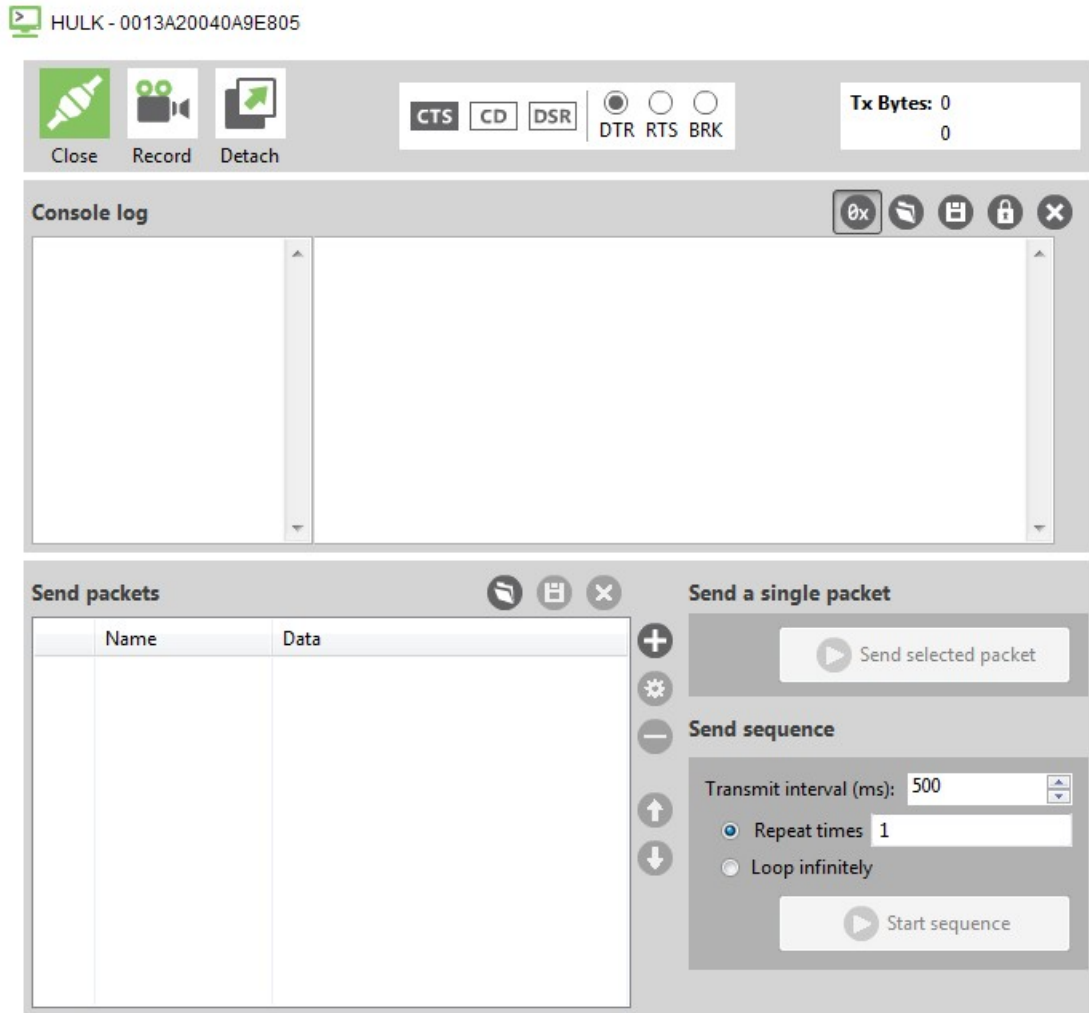 HULK - 0013A20040A9E805
Close Record Detach
CTS CD DSR DTR RTS BRK
Tx Bytes: 0
0
Console log
0x
Send packets
Name Data
Send a single packet
Send selected packet
Send sequence
Transmit interval (ms): 500
Repeat times 1
Loop infinitely
Start sequence